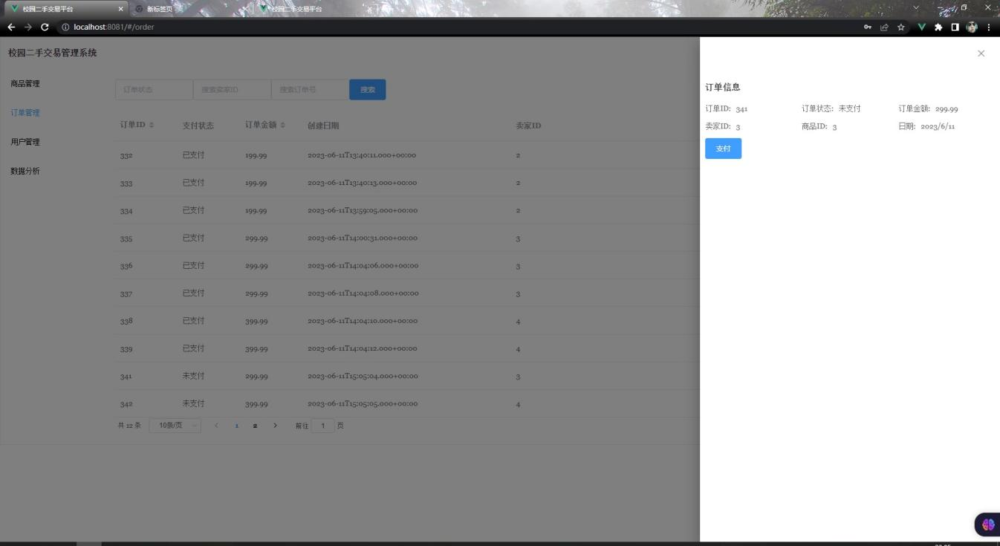 校园二手交易平台
新标签页
校园二手交易平台
localhost:8081/#/order
校园二手交易管理系统
商品管理
订单管理
用户管理
数据分析
订单状态 搜索卖家ID 搜索订单号 搜索
订单ID 支付状态 订单金额 创建日期 卖家ID
332 已支付 199.99 2023-06-11T13:40:11.000+00:00 2
333 已支付 199.99 2023-06-11T13:40:13.000+00:00 2
334 已支付 199.99 2023-06-11T13:59:05.000+00:00 2
335 已支付 299.99 2023-06-11T14:00:31.000+00:00 3
336 已支付 299.99 2023-06-11T14:04:06.000+00:00 3
337 已支付 299.99 2023-06-11T14:04:08.000+00:00 3
338 已支付 399.99 2023-06-11T14:04:10.000+00:00 4
339 已支付 399.99 2023-06-11T14:04:12.000+00:00 4
341 未支付 299.99 2023-06-11T15:05:04.000+00:00 3
342 未支付 399.99 2023-06-11T15:05:05.000+00:00 4
共 12 条 10条/页 1 2 前往 1 页
订单信息
订单ID: 341 订单状态: 未支付 订单金额: 299.99
卖家ID: 3 商品ID: 3 日期: 2023/6/11
支付